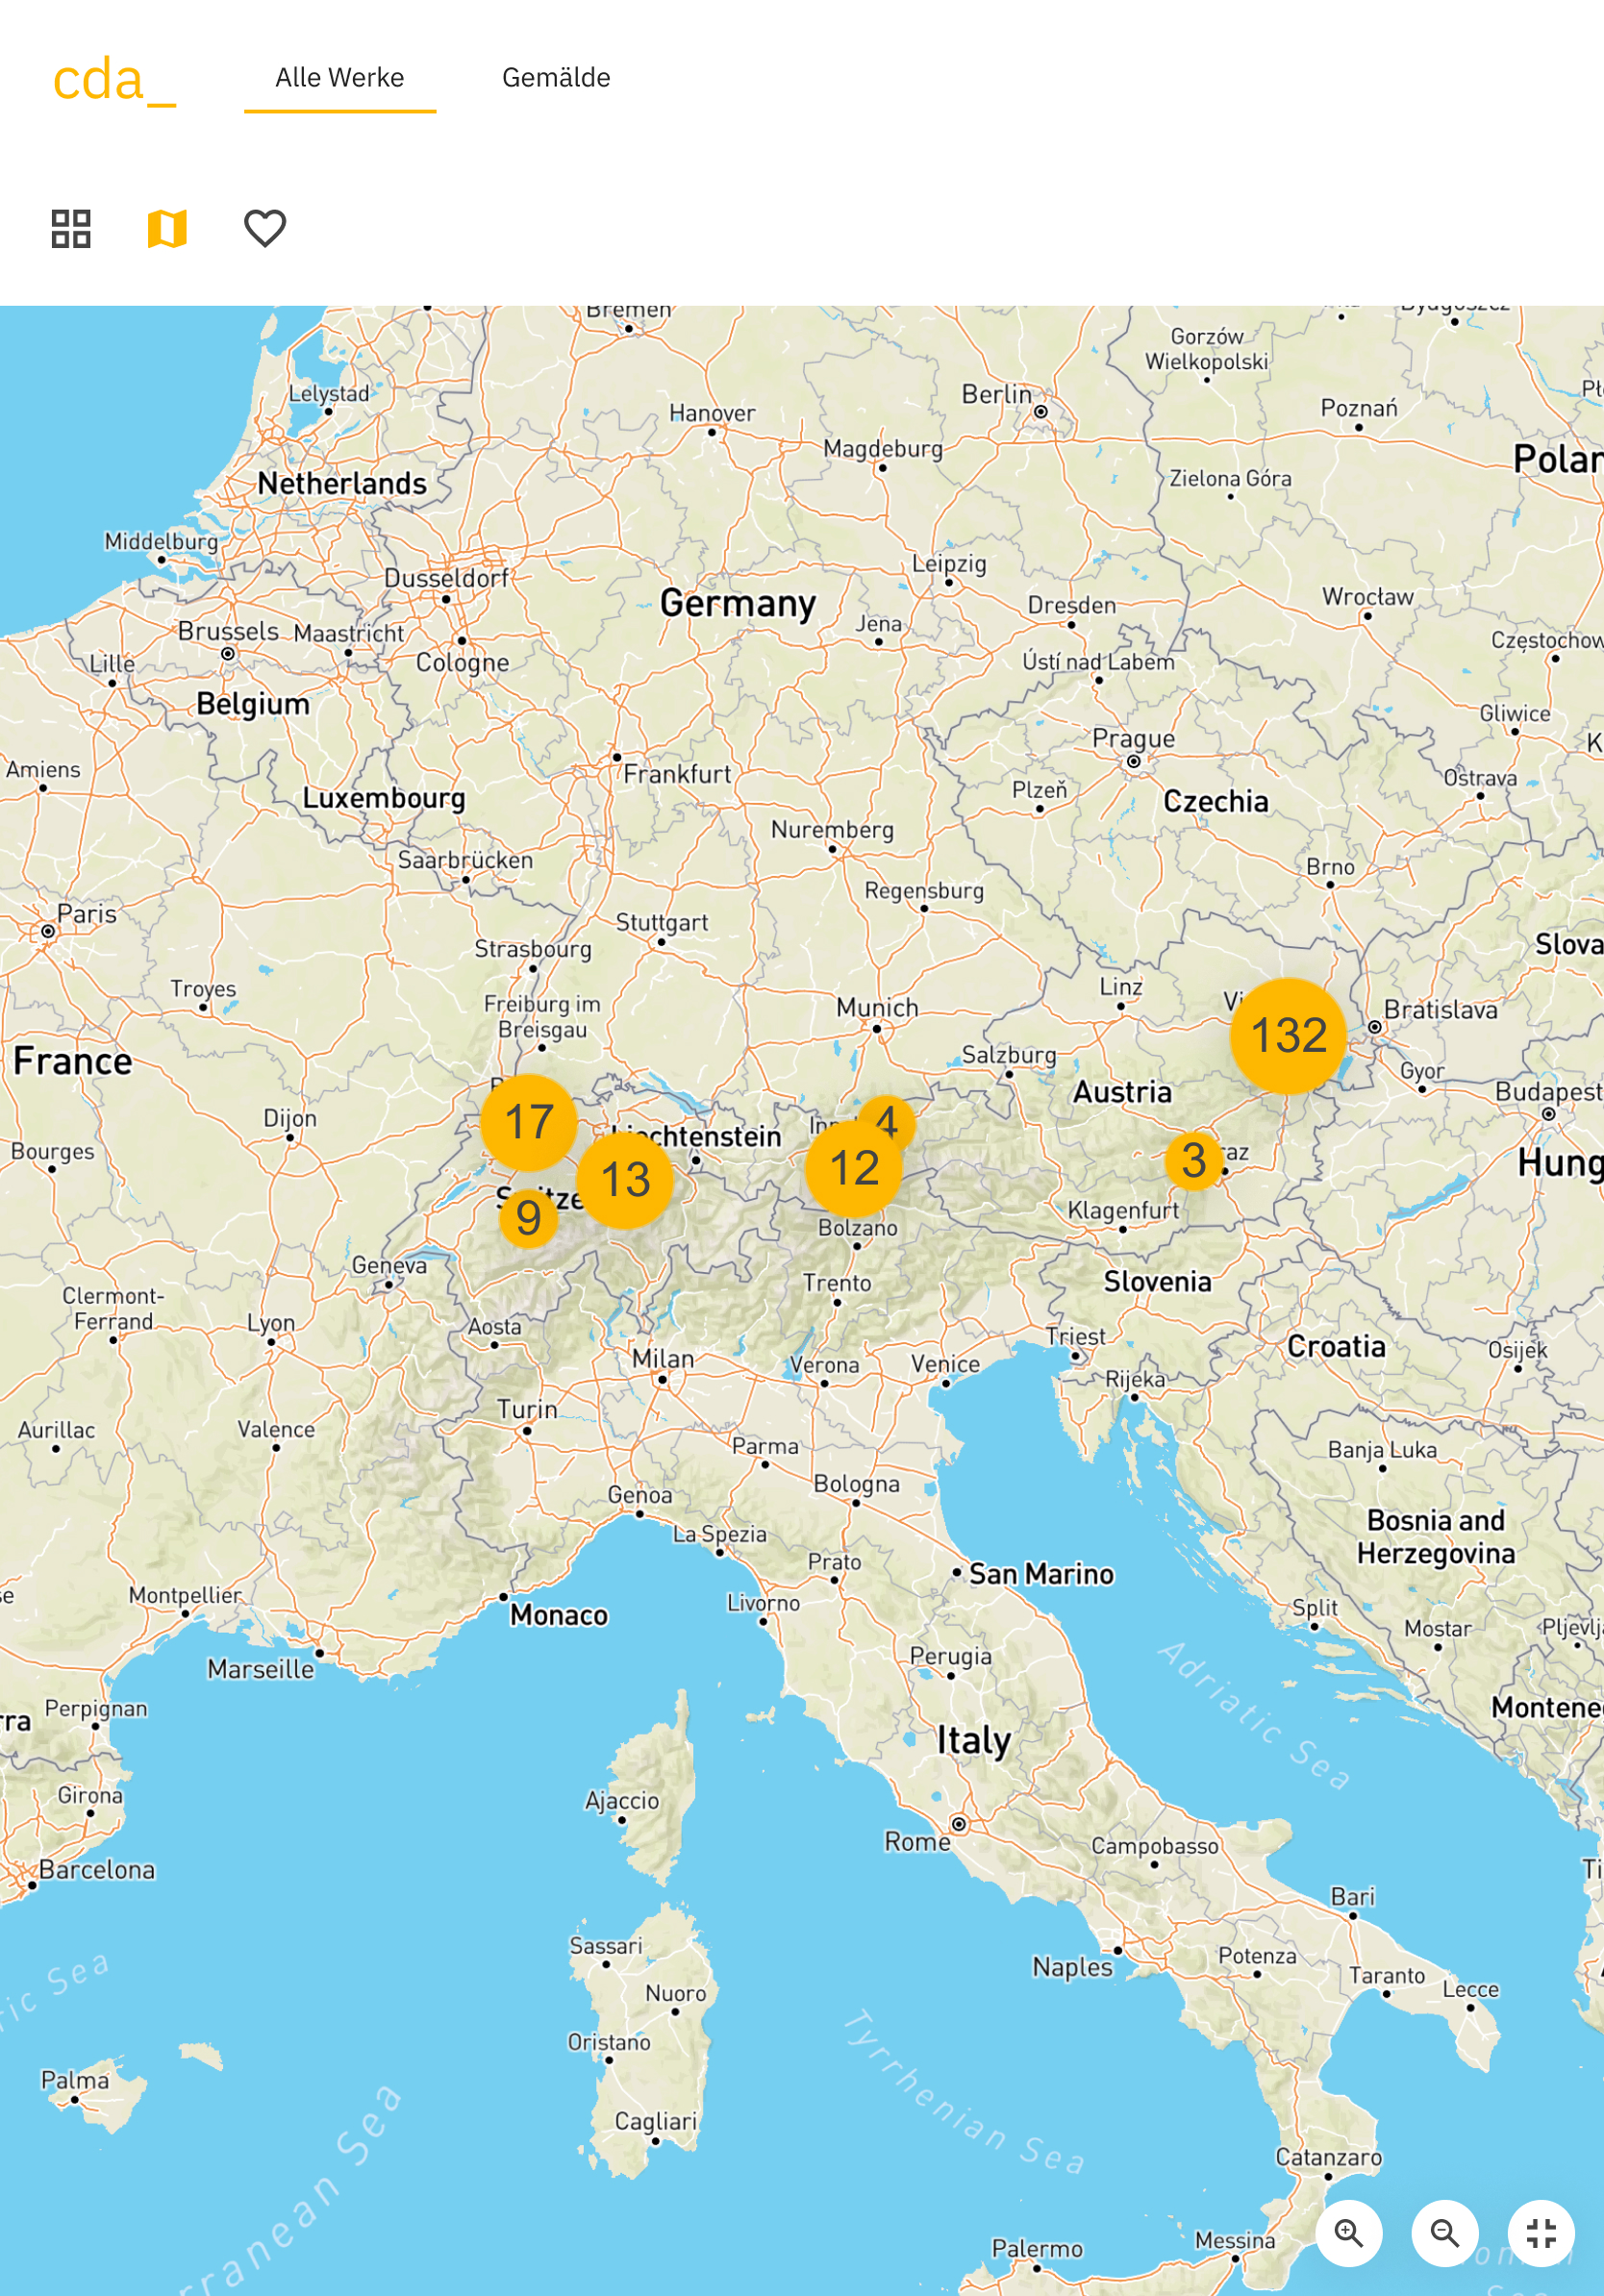 cda_
Alle Werke
Gemälde
Bremen
Gorzów
Wielkopolski
Lelystad
Berlin
Hanover
Poznań
Magdeburg
Netherlands
Zielona Góra
Middelburg
Leipzig
Dusseldorf
Germany
Wrocław
Dresden
Jena
Brussels
Maastricht
Lille
Cologne
Ústí nad Labem
Belgium
Gliwice
Prague
Amiens
Frankfurt
Ostrava
Plzeň
Luxembourg
Czechia
Nuremberg
Saarbrücken
Brno
Regensburg
Paris
Stuttgart
Strasbourg
Troyes
Linz
Freiburg im
Breisgau
Munich
Bratislava
132
France
Salzburg
Gyor
Austria
Budapest
Dijon
17
4
Liechtenstein
Bourges
3
12
13
9
Klagenfurt
Bolzano
Geneva
Trento
Slovenia
Clermont-
Ferrand
Lyon
Aosta
Triest
Croatia
Osijek
Milan
Verona
Venice
Rijeka
Turin
Aurillac
Valence
Parma
Banja Luka
Bologna
Genoa
La Spezia
Bosnia and
Herzegovina
Prato
San Marino
Montpellier
Livorno
Monaco
Split
Mostar
Perugia
Marseille
Adriatic Sea
Perpignan
Italy
Girona
Ajaccio
Rome
Campobasso
Barcelona
Bari
Sassari
Naples
Potenza
Taranto
Lecce
Nuoro
Oristano
Tyrrhenian Sea
Palma
Cagliari
Catanzaro
Messina
Palermo